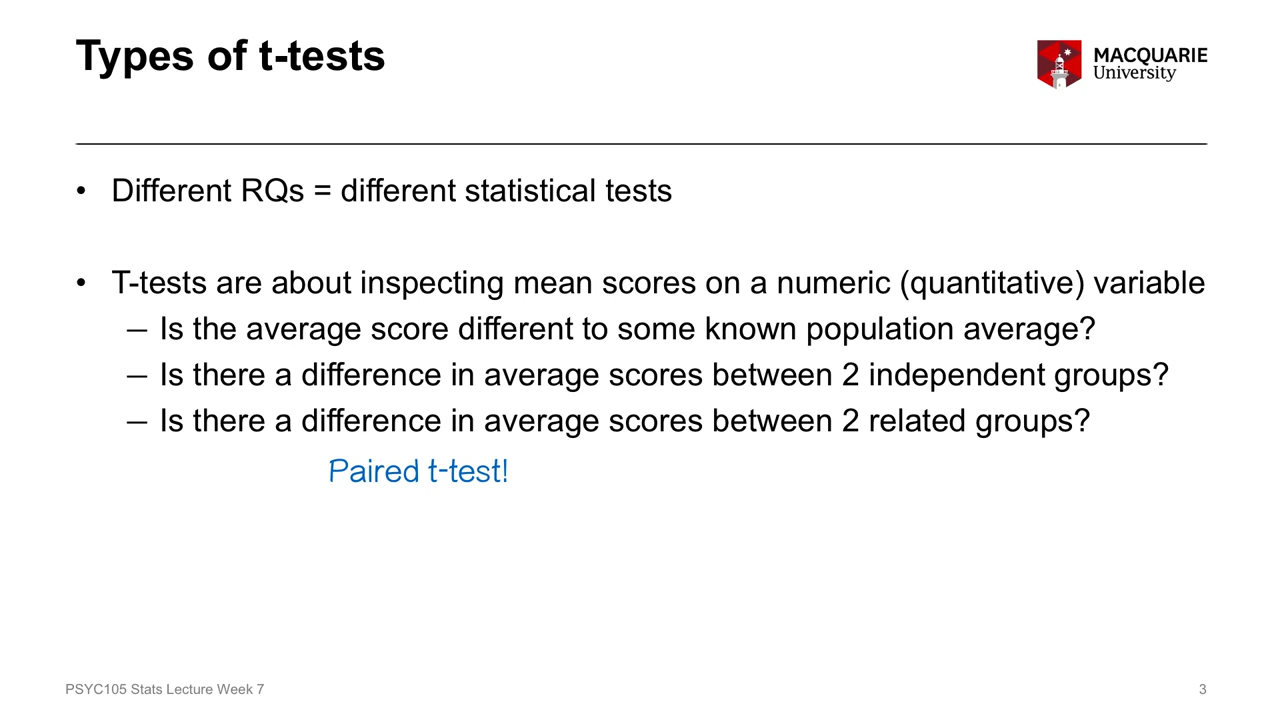 Types of t-tests
MACQUARIE
University
• Different RQs = different statistical tests
• T-tests are about inspecting mean scores on a numeric (quantitative) variable
– Is the average score different to some known population average?
– Is there a difference in average scores between 2 independent groups?
– Is there a difference in average scores between 2 related groups?
Paired t-test!
PSYC105 Stats Lecture Week 7
3